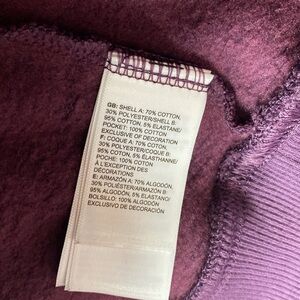 GB: SHELL A: 70% COTTON,
30% POLYESTER/SHELL B:
95% COTTON, 5% ELASTANE/
POCKET: 100% COTTON
EXCLUSIVE OF DECORATION
F: COQUE A: 70% COTON,
30% POLYESTER/COQUE B:
95% COTON, 5% ÉLASTHANNE/
POCHE: 100% COTON
À L'EXCEPTION DES
DÉCORATIONS
E: ARMAZÓN A: 70% ALGODÓN,
30% POLIÉSTER/ARMAZÓN B:
95% ALGODÓN, 5% ELASTANO/
BOLSILLO: 100% ALGODÓN
EXCLUSIVO DE DECORACIÓN